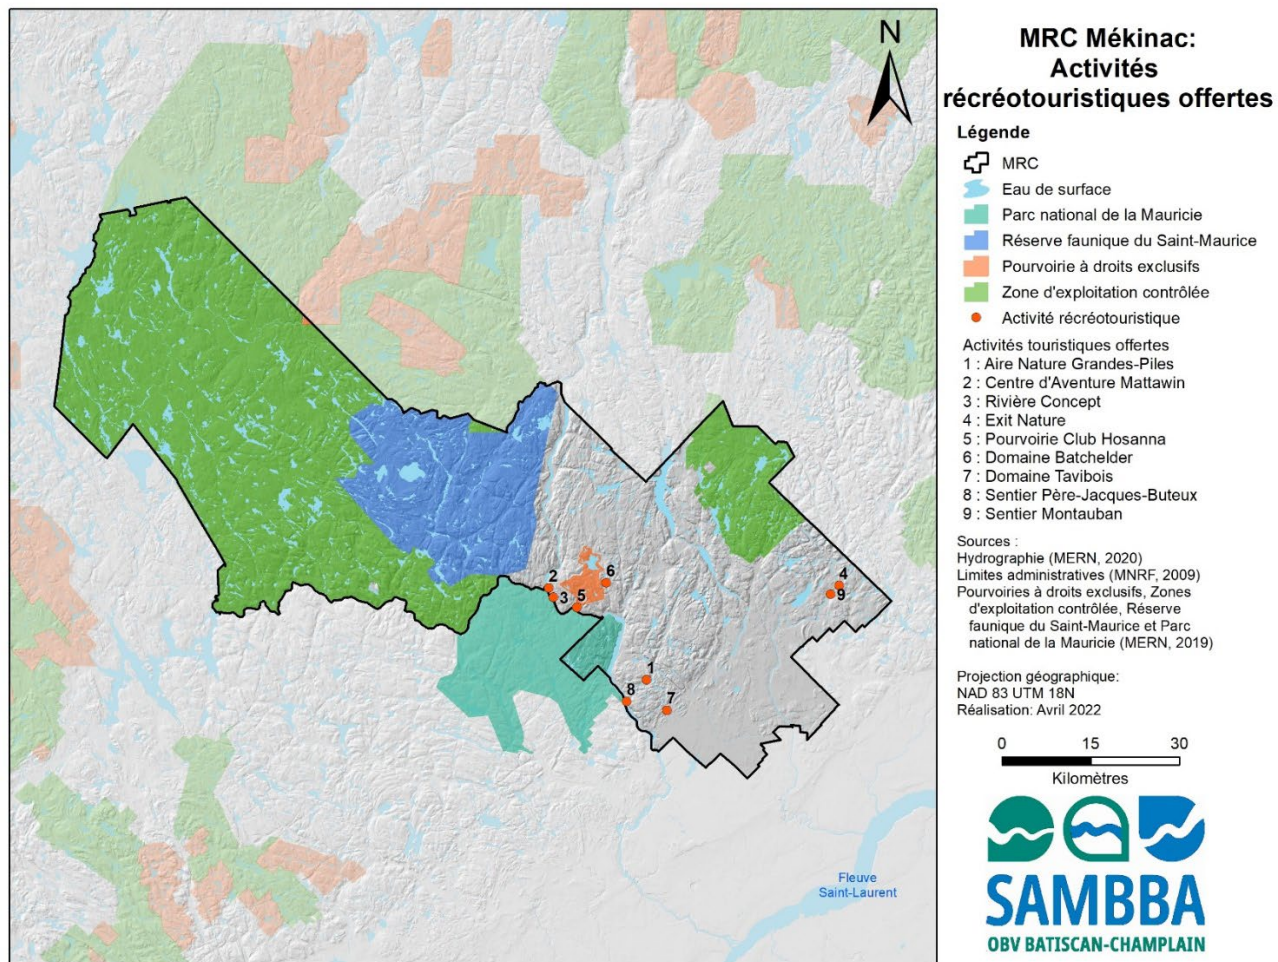 N
2
3
5
6
4
9
1
8
7
Fleuve
Saint-Laurent
MRC Mékinac:
Activités
récréotouristiques offertes
Légende
MRC
Eau de surface
Parc national de la Mauricie
Réserve faunique du Saint-Maurice
Pourvoirie à droits exclusifs
Zone d'exploitation contrôlée
Activité récréotouristique
Activités touristiques offertes
1 : Aire Nature Grandes-Piles
2 : Centre d'Aventure Mattawin
3 : Rivière Concept
4 : Exit Nature
5 : Pourvoirie Club Hosanna
6 : Domaine Batchelder
7 : Domaine Tavibois
8 : Sentier Père-Jacques-Buteux
9 : Sentier Montauban
Sources :
Hydrographie (MERN, 2020)
Limites administratives (MNRF, 2009)
Pourvoiries à droits exclusifs, Zones
d'exploitation contrôlée, Réserve
faunique du Saint-Maurice et Parc
national de la Mauricie (MERN, 2019)
Projection géographique:
NAD 83 UTM 18N
Réalisation: Avril 2022
0 15 30
Kilomètres
SAMBBA
OBV BATISCAN-CHAMPLAIN